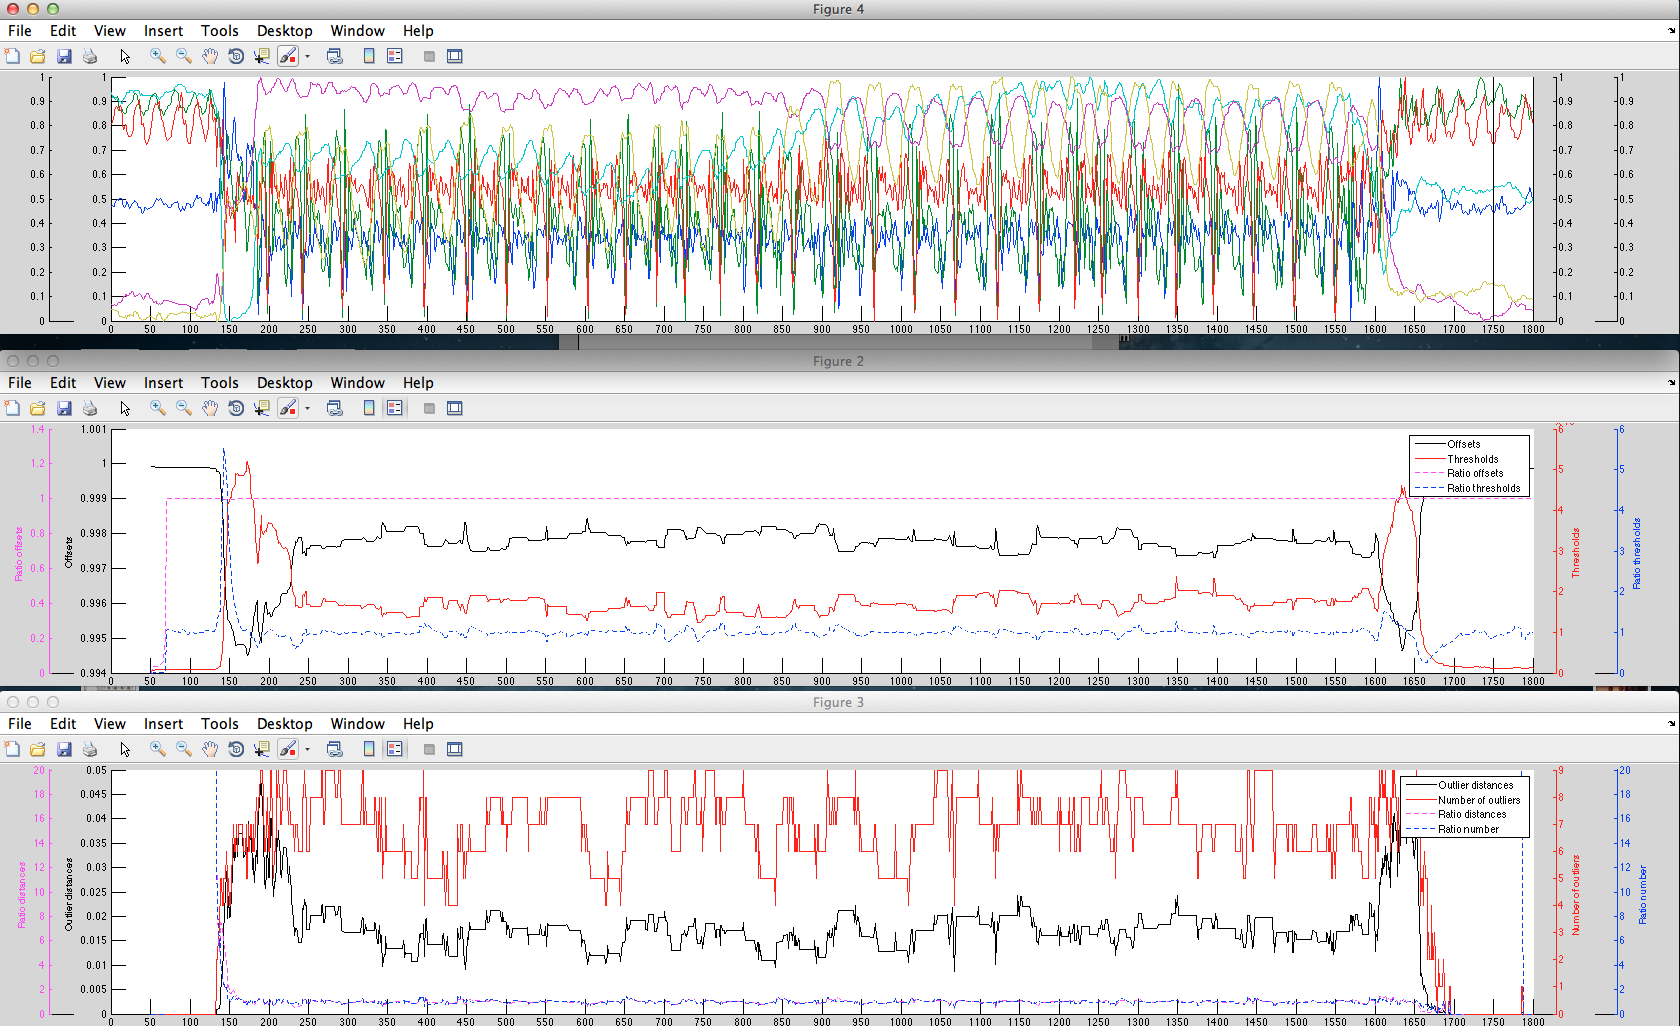 Figure 4
File Edit View Insert Tools Desktop Window Help
1 1 1 1
0.9 0.9 0.9 0.9
0.8 0.8 0.8 0.8
0.7 0.7 0.7 0.7
0.6 0.6 0.6 0.6
0.5 0.5 0.5 0.5
0.4 0.4 0.4 0.4
0.3 0.3 0.3 0.3
0.2 0.2 0.2 0.2
0.1 0.1 0.1 0.1
0 0 0 0
0 50 100 150 200 250 300 350 400 450 500 550 600 650 700 750 800 850 900 950 1000 1050 1100 1150 1200 1250 1300 1350 1400 1450 1500 1550 1600 1650 1700 1750 1800
Figure 2
File Edit View Insert Tools Desktop Window Help
1.4 1.001 6 6
1.2 1 5 5
1 0.999 4 4
0.8 0.998 3 3
0.6 0.997
0.4 0.996 2 2
0.2 0.995 1 1
0 0.994 0 0
Ratio offsets
Offsets
Thresholds
Ratio thresholds
Offsets
Thresholds
Ratio offsets
Ratio thresholds
0 50 100 150 200 250 300 350 400 450 500 550 600 650 700 750 800 850 900 950 1000 1050 1100 1150 1200 1250 1300 1350 1400 1450 1500 1550 1600 1650 1700 1750 1800
Figure 3
File Edit View Insert Tools Desktop Window Help
20 0.05 9 20
18 0.045 8 18
16 0.04 7 16
14 0.035 6 14
12 0.03 5 12
10 0.025 4 10
8 0.02 3 8
6 0.015 2 6
4 0.01 1 4
2 0.005 2
0 0 0 0
Ratio distances
Outlier distances
Number of outliers
Ratio number
Outlier distances
Number of outliers
Ratio distances
Ratio number
0 50 100 150 200 250 300 350 400 450 500 550 600 650 700 750 800 850 900 950 1000 1050 1100 1150 1200 1250 1300 1350 1400 1450 1500 1550 1600 1650 1700 1750 1800